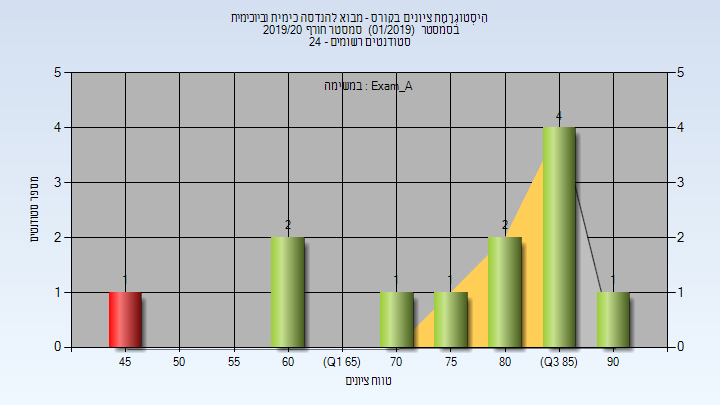 היסטוגרמת ציונים בקורס - מבוא להנדסה כימית וביוכימית
בסמסטר (01/2019) סמסטר חורף 2019/20
סטודנטים רשומים - 24
במשימה : Exam_A
מספר סטודנטים
5 5
4 4
3 3
2 2
1 1
0 0
1 2 1 1 2 4 1
45 50 55 60 (Q1 65) 70 75 80 (Q3 85) 90
טווח ציונים